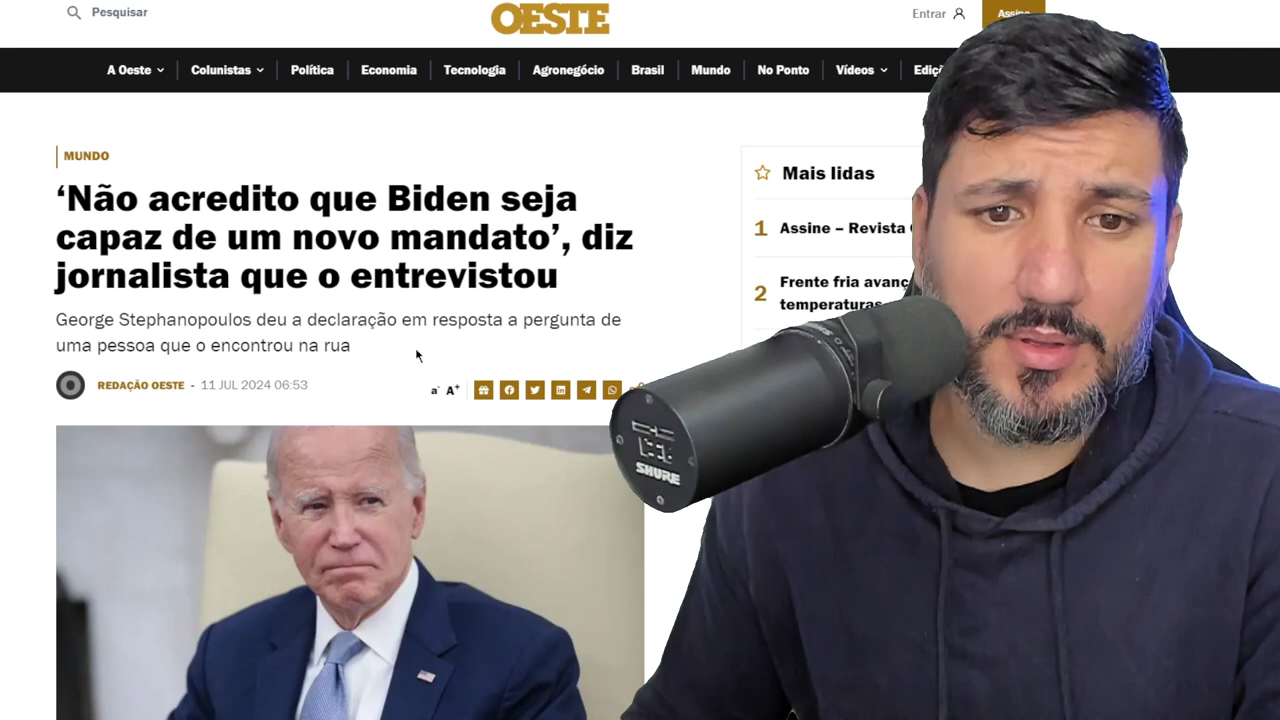 Pesquisar
OESTE
Entrar
Assine
A Oeste
Colunistas
Política
Economia
Tecnologia
Agronegócio
Brasil
Mundo
No Ponto
Vídeos
MUNDO
‘Não acredito que Biden seja
capaz de um novo mandato’, diz
jornalista que o entrevistou
George Stephanopoulos deu a declaração em resposta a pergunta de
uma pessoa que o encontrou na rua
REDAÇÃO OESTE - 11 JUL 2024 06:53
a- A+
Mais lidas
1 Assine – Revista
2 Frente fria
temperaturas
SHURE